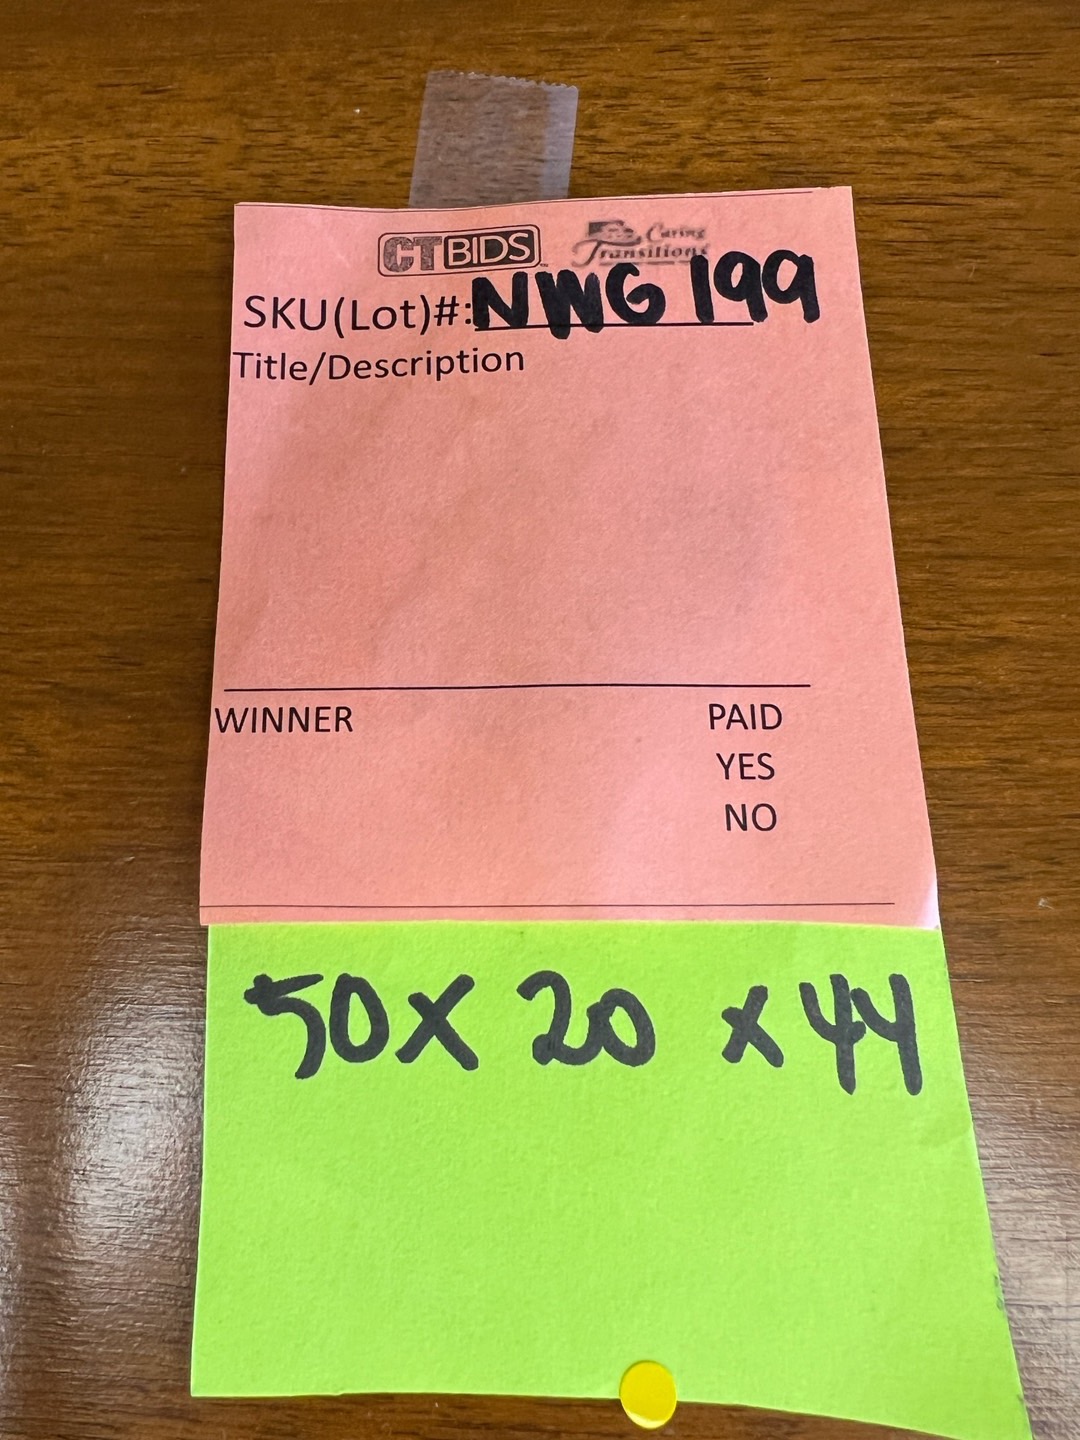 CTBIDS Caring Transitions
SKU(Lot)#: NWG 199
Title/Description
WINNER PAID
YES
NO
50 x 20 x 44